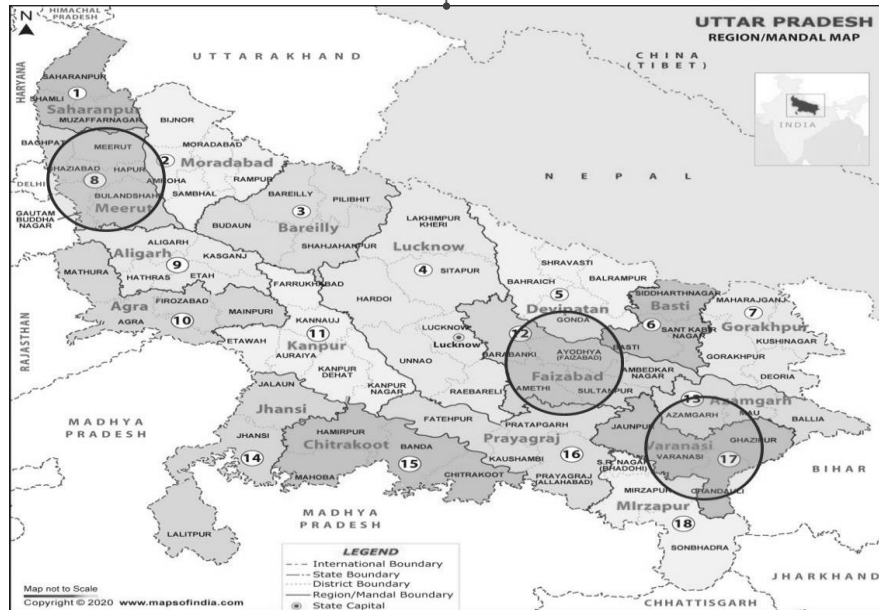 HIMACHAL
PRADESH
N
UTTAR PRADESH
REGION/MANDAL MAP
UTTARAKHAND
CHINA
(TIBET)
INDIA
HARYANA
SAHARANPUR
1
SHAMLI
Saharanpur
MUZAFFARNAGAR
BIJNOR
BAGHPAT
MEERUT
MORADABAD
2
Moradabad
GHAZIABAD
HAPUR
8
AMROHA
RAMPUR
DELHI
SAMBHAL
BULANDSHAH
Meerut
GAUTAM
BUDDHA
NAGAR
NEPAL
BAREILLY
PILIBHIT
3
BUDAUN
Bareilly
SHAHJAHANPUR
LAKHIMPUR
KHERI
Lucknow
4
SITAPUR
HARDOI
ALIGARH
Aligarh
KASGANJ
9
HATHRAS
ETAH
MATHURA
FARRUKHABAD
SHRAVASTI
BAHRAICH
BALRAMPUR
5
Devipatan
GONDA
SIDDHARTHNAGAR
Basti
MAHARAJGANJ
7
6
SANT KABIR
NAGAR
Gorakhpur
KUSHINAGAR
BASTI
GORAKHPUR
DEORIA
RAJASTHAN
Agra
FIROZABAD
MAINPURI
AGRA
10
KANNAUJ
11
ETAWAH
Kanpur
AURAIYA
KANPUR
DEHAT
KANPUR
NAGAR
LUCKNOW
Lucknow
UNNAO
RAEBARELI
12
BARABANKI
AYODHYA
(FAIZABAD)
Faizabad
AMBEDKAR
NAGAR
AMETHI
SULTANPUR
JALAUN
Jhansi
JHANSI
14
LALITPUR
HAMIRPUR
Chitrakoot
BANDA
MAHOBA
15
CHITRAKOOT
FATEHPUR
PRATAPGARH
Prayagraj
KAUSHAMBI
16
PRAYAGRAJ
(ALLAHABAD)
13
Azamgarh
AZAMGARH
MAU
BALLIA
JAUNPUR
GHAZIPUR
Varanasi
VARANASI
17
S.R. NAGAR
(BHADOHI)
CHANDAULI
MIRZAPUR
Mirzapur
18
SONBHADRA
BIHAR
JHARKHAND
CHHATTISGARH
MADHYA
PRADESH
MADHYA
PRADESH
LEGEND
International Boundary
State Boundary
District Boundary
Region/Mandal Boundary
State Capital
Map not to Scale
Copyright © 2020 www.mapsofindia.com